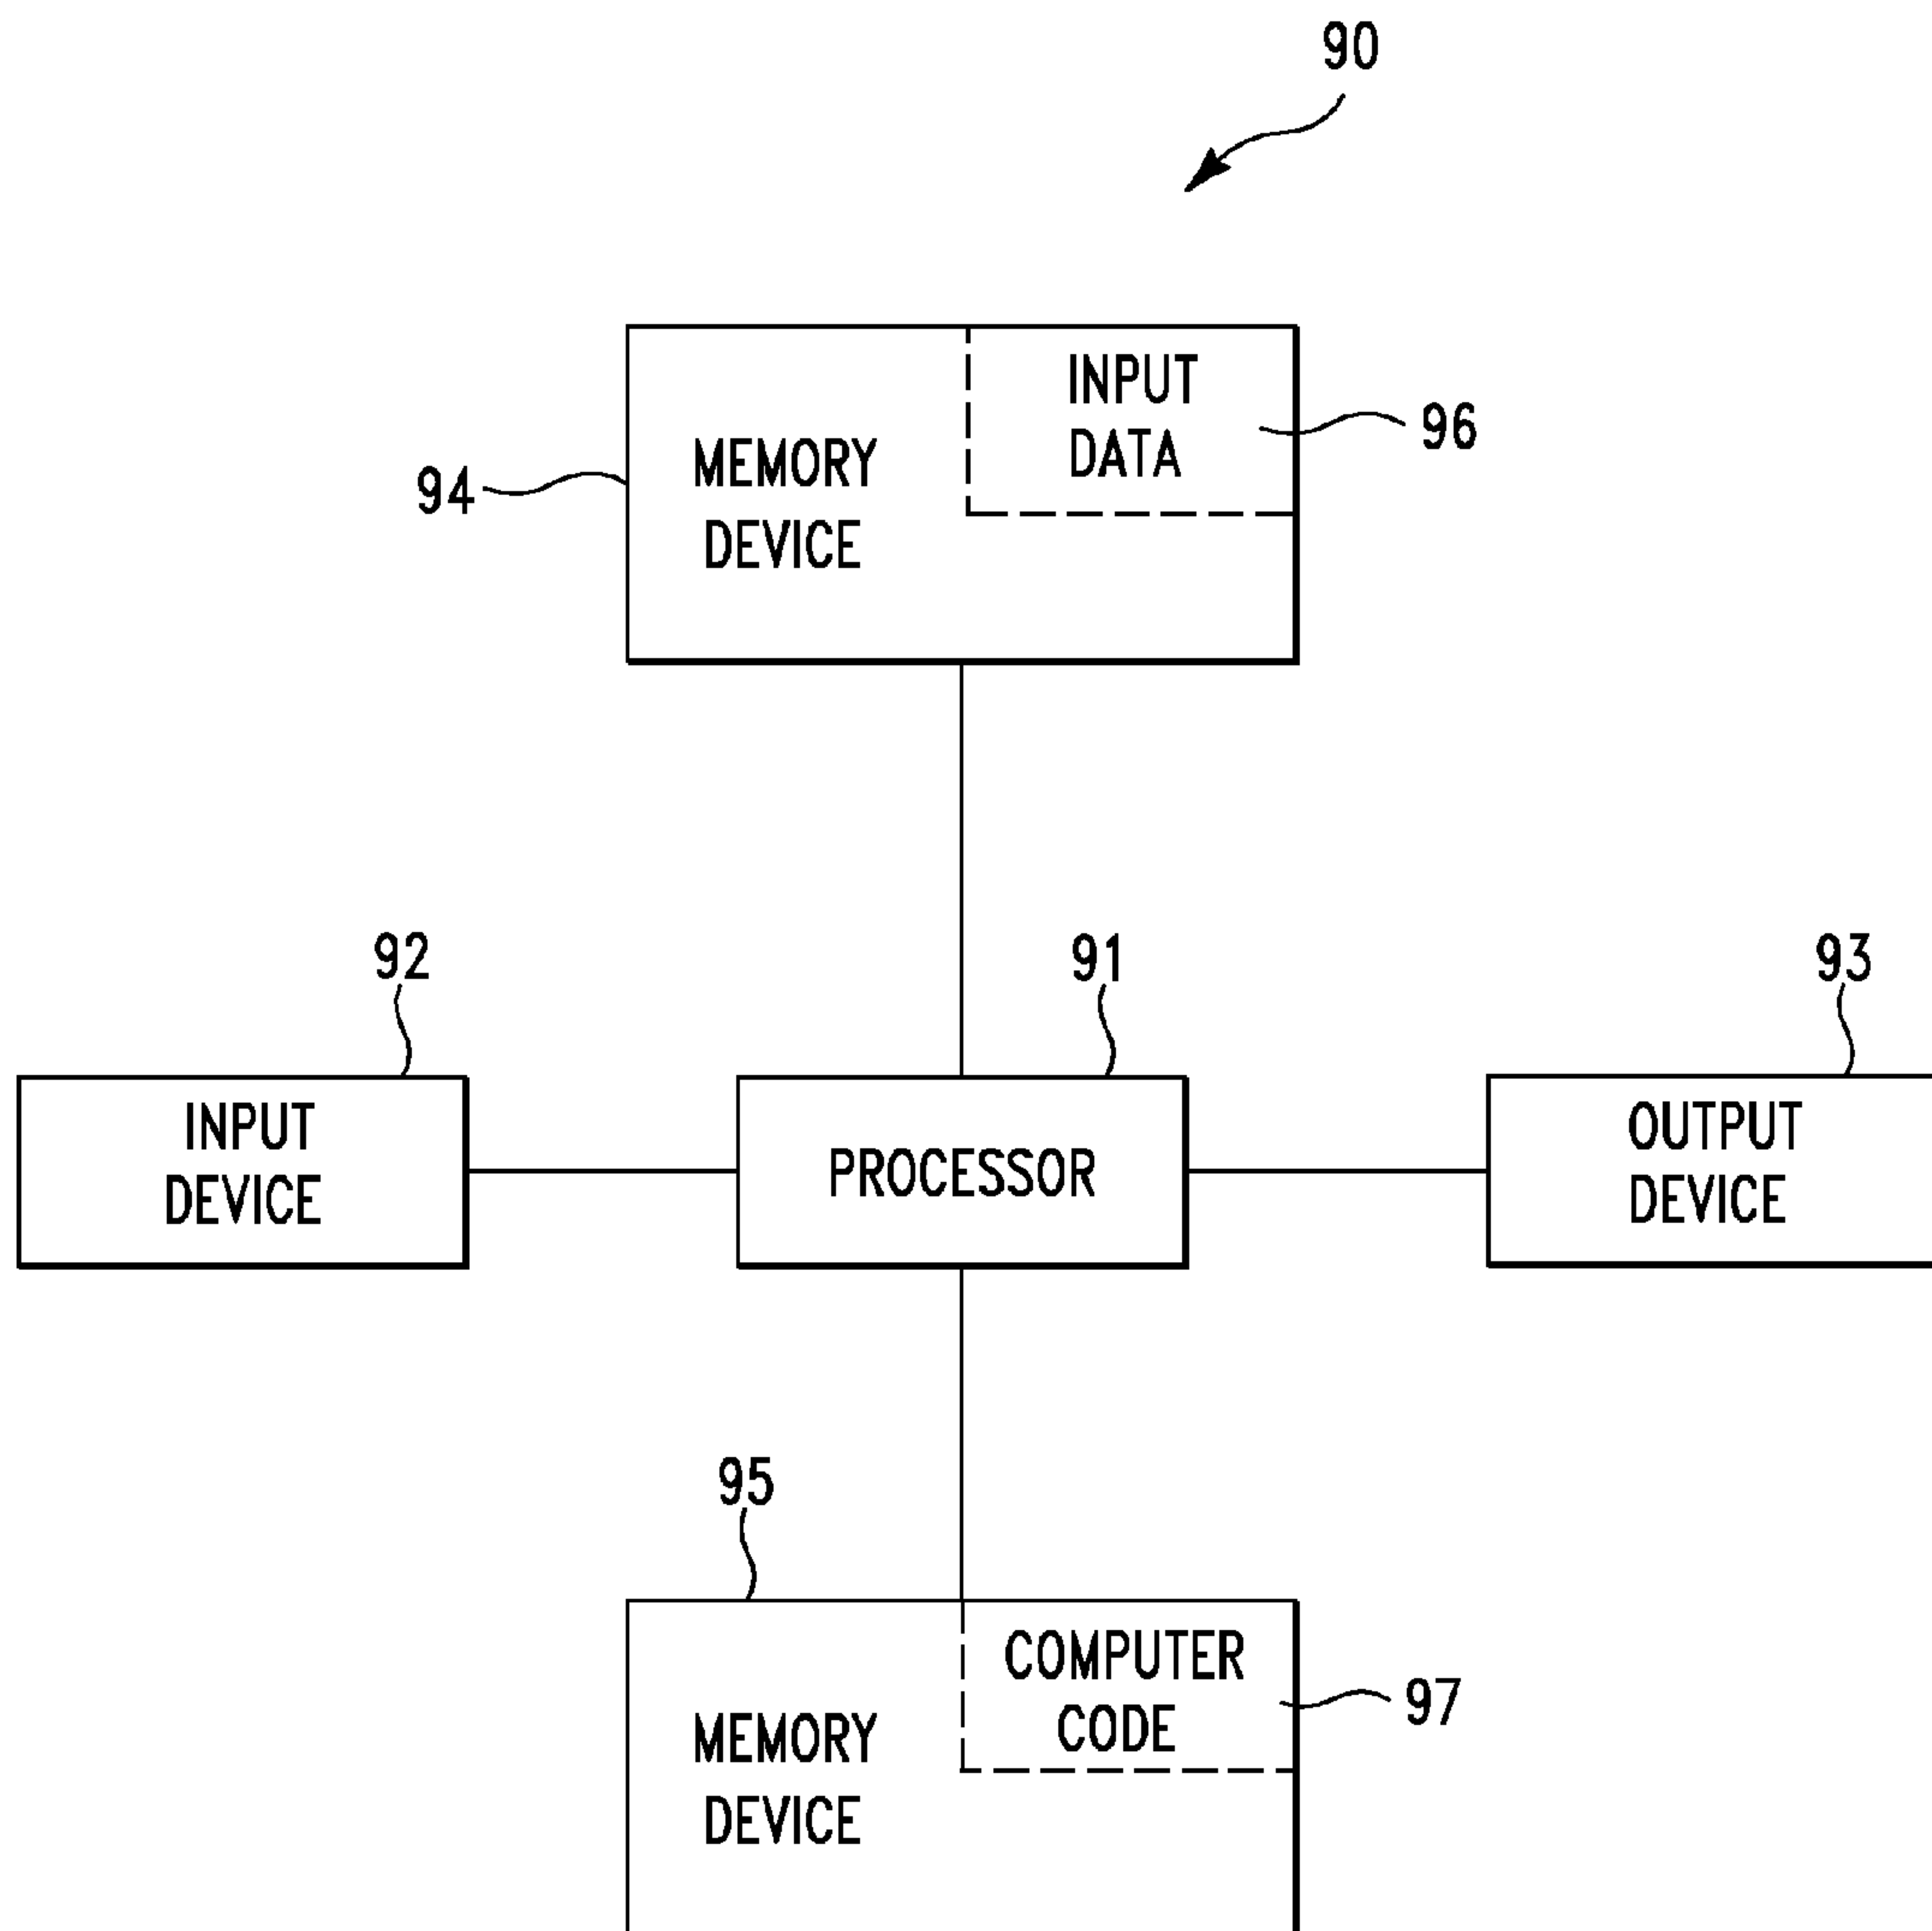 90
INPUT
DATA
96
MEMORY
DEVICE
94
92
91
93
INPUT
DEVICE
PROCESSOR
OUTPUT
DEVICE
95
COMPUTER
CODE
97
MEMORY
DEVICE